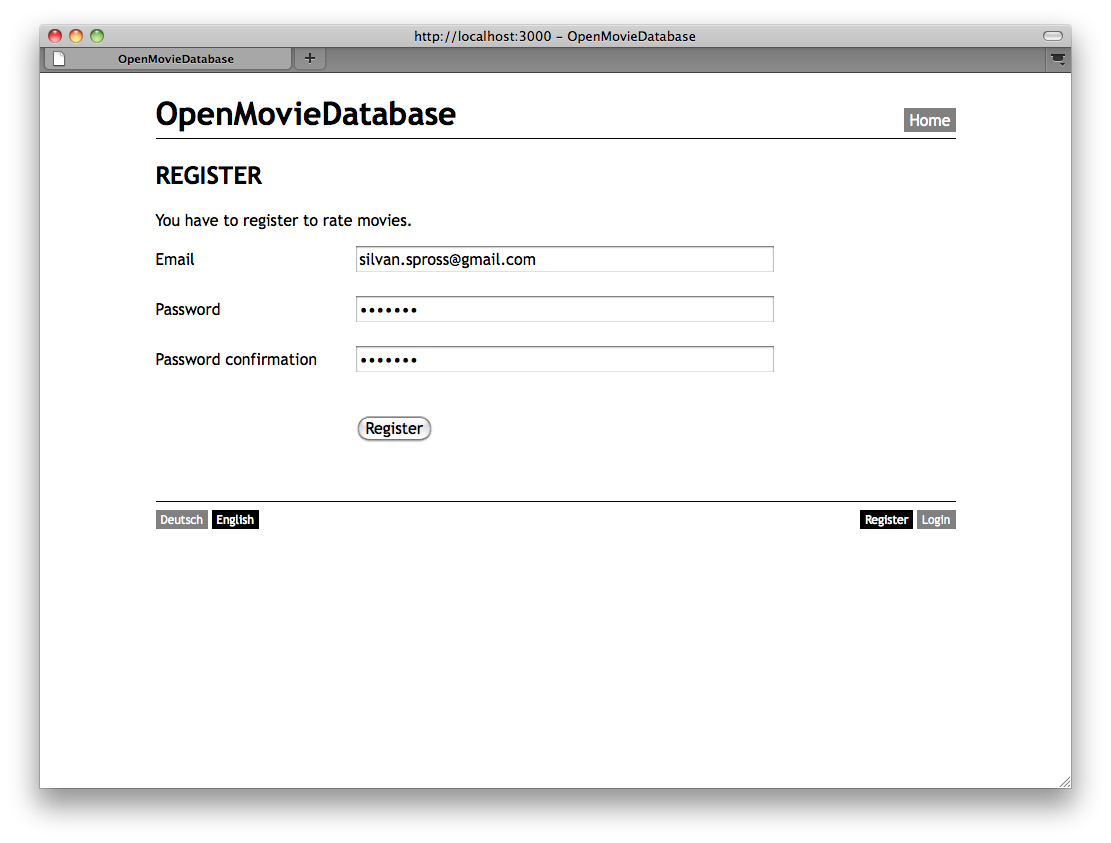 http://localhost:3000 – OpenMovieDatabase
OpenMovieDatabase +
OpenMovieDatabase
Home
REGISTER
You have to register to rate movies.
Email silvan.spross@gmail.com
Password •••••••
Password confirmation •••••••
Register
Deutsch English Register Login